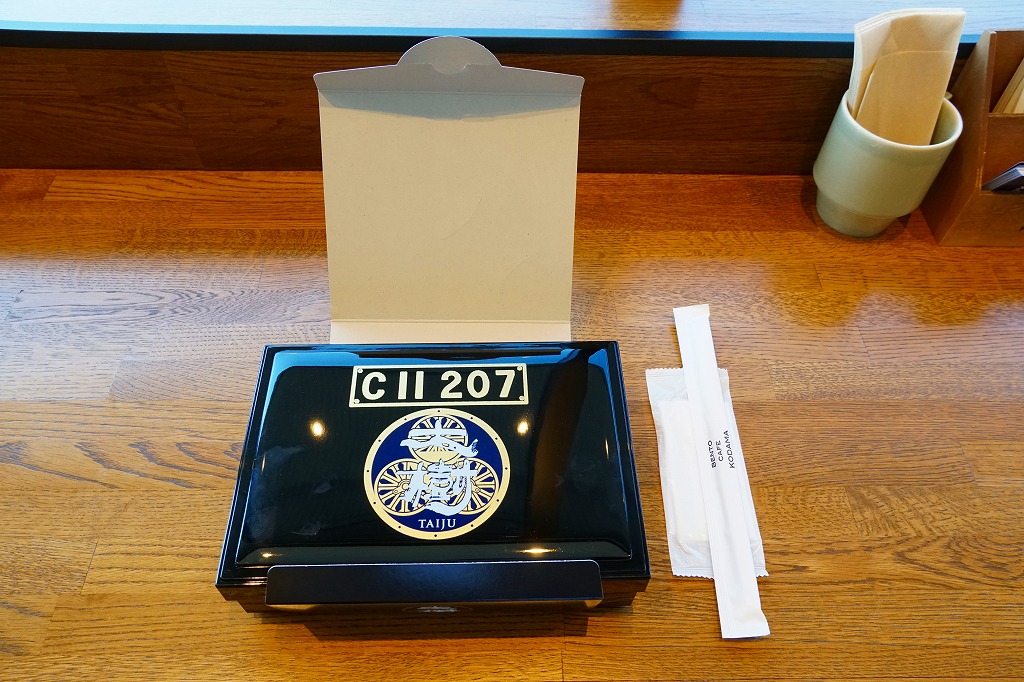 C11 207
大樹
TAIJU
BENTO
CAFE
KODAMA